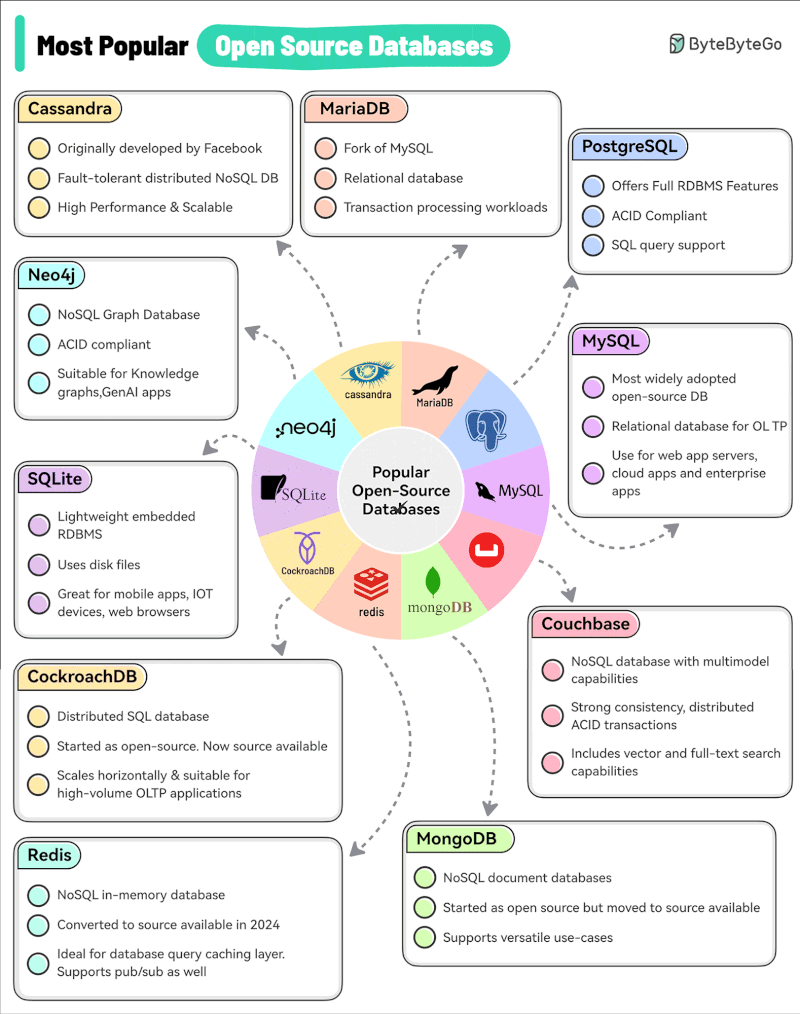 Most Popular Open Source Databases
ByteByteGo
Cassandra
Originally developed by Facebook
Fault-tolerant distributed NoSQL DB
High Performance & Scalable
MariaDB
Fork of MySQL
Relational database
Transaction processing workloads
PostgreSQL
Offers Full RDBMS Features
ACID Compliant
SQL query support
Neo4j
NoSQL Graph Database
ACID compliant
Suitable for Knowledge
graphs,GenAI apps
MySQL
Most widely adopted
open-source DB
Relational database for OL TP
Use for web app servers,
cloud apps and enterprise
apps
cassandra
MariaDB
neo4j
SQLite
MySQL
CockroachDB
redis
mongoDB
Popular
Open-Source
Databases
SQLite
Lightweight embedded
RDBMS
Uses disk files
Great for mobile apps, IOT
devices, web browsers
Couchbase
NoSQL database with multimodel
capabilities
Strong consistency, distributed
ACID transactions
Includes vector and full-text search
capabilities
CockroachDB
Distributed SQL database
Started as open-source. Now source available
Scales horizontally & suitable for
high-volume OLTP applications
Redis
NoSQL in-memory database
Converted to source available in 2024
Ideal for database query caching layer.
Supports pub/sub as well
MongoDB
NoSQL document databases
Started as open source but moved to source available
Supports versatile use-cases